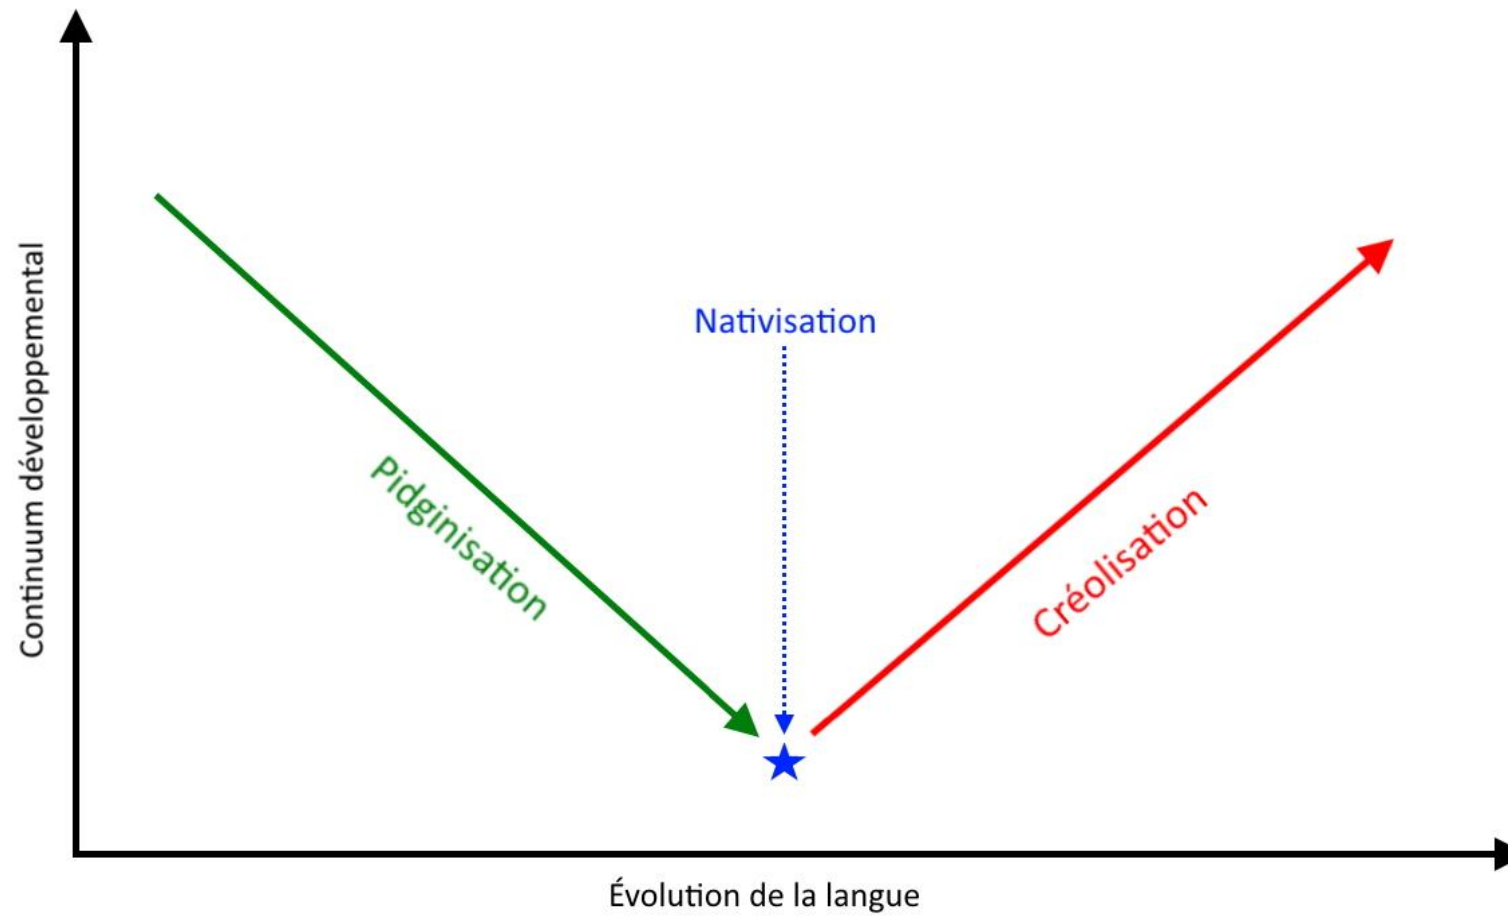 Continuum développemental
Nativisation
Pidginisation
Créolisation
Évolution de la langue